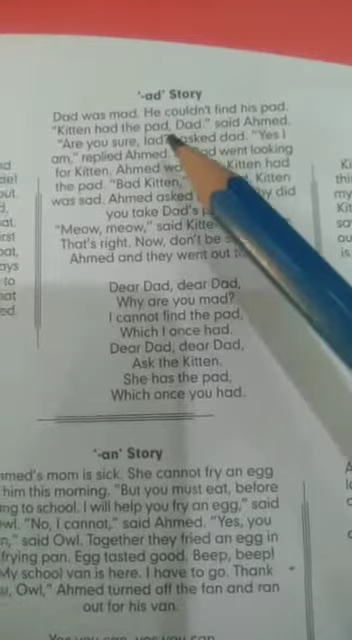 '-ad' Story
Dad was mad. He couldn't find his pad.
"Kitten had the pad, Dad." said Ahmed.
"Are you sure, lad?" asked dad. "Yes I
am," replied Ahmed. went looking
for Kitten. Ahmed Kitten had
the pad. "Bad Kitten," Kitten
was sad. Ahmed asked did
you take Dad's
"Meow, meow," said
That's right. Now, don't be
Ahmed and they went out
Dear Dad, dear Dad,
Why are you mad?
I cannot find the pad,
Which I once had.
Dear Dad, dear Dad,
Ask the Kitten.
She has the pad,
Which once you had.
'-an' Story
mom is sick. She cannot fry an egg
him this morning. "But you must eat, before
to school. I will help you fry an egg," said
"No, I cannot," said Ahmed. "Yes, you
said Owl. Together they fried an egg in
frying pan. Egg tasted good. Beep, beep!
My school van is here. I have to go. Thank
Owl," Ahmed turned off the fan and ran
out for his van.